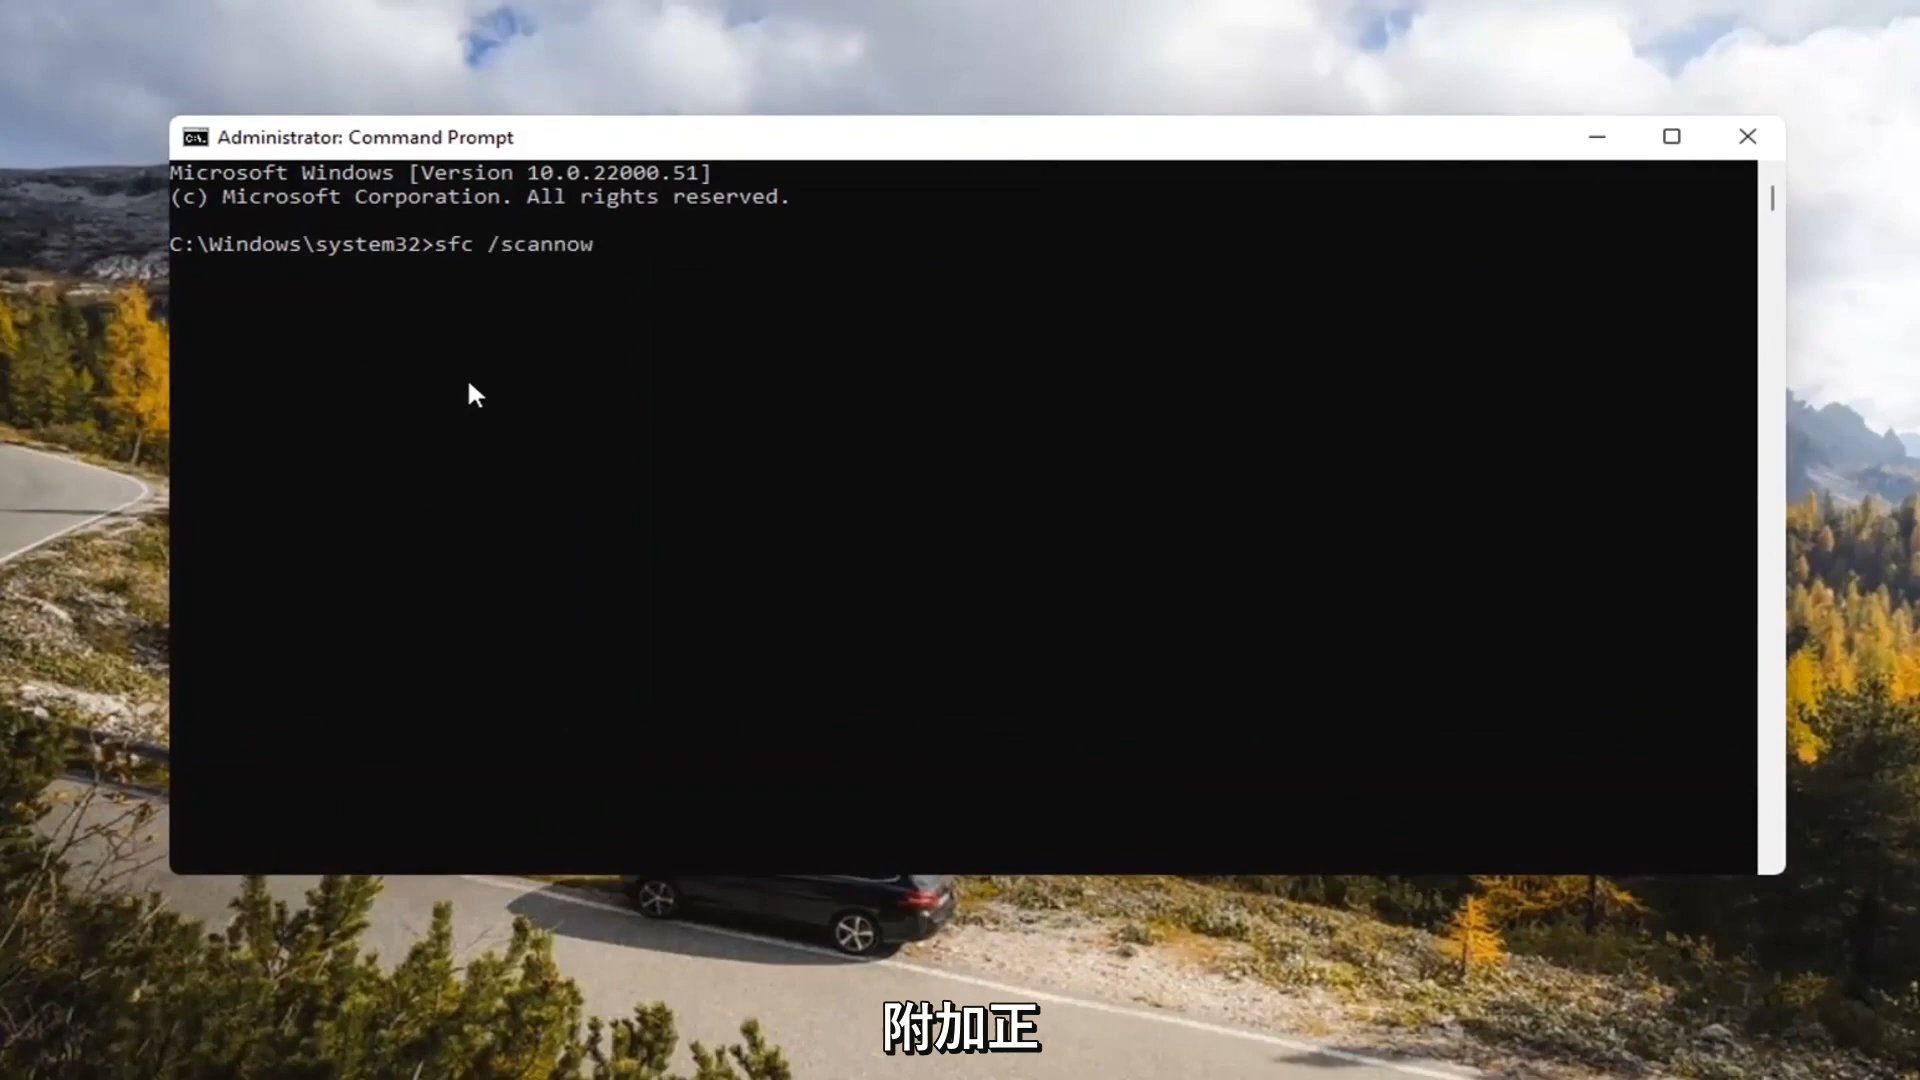 Administrator: Command Prompt
Microsoft Windows [Version 10.0.22000.51]
(c) Microsoft Corporation. All rights reserved.
C:\Windows\system32>sfc /scannow
附加正